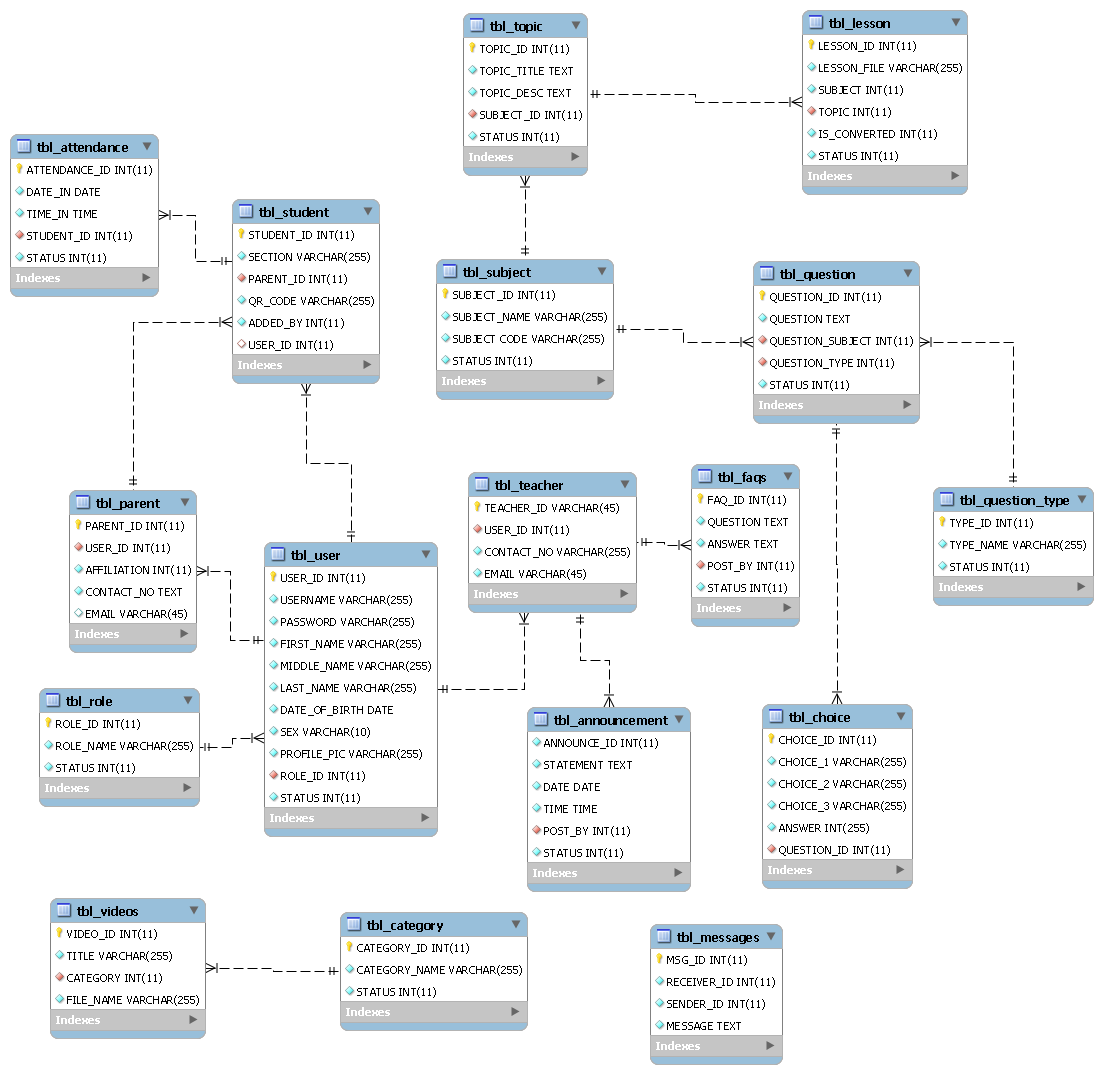 tbl_topic
TOPIC_ID INT(11)
TOPIC_TITLE TEXT
TOPIC_DESC TEXT
SUBJECT_ID INT(11)
STATUS INT(11)
Indexes
tbl_lesson
LESSON_ID INT(11)
LESSON_FILE VARCHAR(255)
SUBJECT INT(11)
TOPIC INT(11)
IS_CONVERTED INT(11)
STATUS INT(11)
Indexes
tbl_attendance
ATTENDANCE_ID INT(11)
DATE_IN DATE
TIME_IN TIME
STUDENT_ID INT(11)
STATUS INT(11)
Indexes
tbl_student
STUDENT_ID INT(11)
SECTION VARCHAR(255)
PARENT_ID INT(11)
QR_CODE VARCHAR(255)
ADDED_BY INT(11)
USER_ID INT(11)
Indexes
tbl_subject
SUBJECT_ID INT(11)
SUBJECT_NAME VARCHAR(255)
SUBJECT CODE VARCHAR(255)
STATUS INT(11)
Indexes
tbl_question
QUESTION_ID INT(11)
QUESTION TEXT
QUESTION_SUBJECT INT(11)
QUESTION_TYPE INT(11)
STATUS INT(11)
Indexes
tbl_parent
PARENT_ID INT(11)
USER_ID INT(11)
AFFILIATION INT(11)
CONTACT_NO TEXT
EMAIL VARCHAR(45)
Indexes
tbl_user
USER_ID INT(11)
USERNAME VARCHAR(255)
PASSWORD VARCHAR(255)
FIRST_NAME VARCHAR(255)
MIDDLE_NAME VARCHAR(255)
LAST_NAME VARCHAR(255)
DATE_OF_BIRTH DATE
SEX VARCHAR(10)
PROFILE_PIC VARCHAR(255)
ROLE_ID INT(11)
STATUS INT(11)
Indexes
tbl_teacher
TEACHER_ID VARCHAR(45)
USER_ID INT(11)
CONTACT_NO VARCHAR(255)
EMAIL VARCHAR(45)
Indexes
tbl_faqs
FAQ_ID INT(11)
QUESTION TEXT
ANSWER TEXT
POST_BY INT(11)
STATUS INT(11)
Indexes
tbl_question_type
TYPE_ID INT(11)
TYPE_NAME VARCHAR(255)
STATUS INT(11)
Indexes
tbl_role
ROLE_ID INT(11)
ROLE_NAME VARCHAR(255)
STATUS INT(11)
Indexes
tbl_announcement
ANNOUNCE_ID INT(11)
STATEMENT TEXT
DATE DATE
TIME TIME
POST_BY INT(11)
STATUS INT(11)
Indexes
tbl_choice
CHOICE_ID INT(11)
CHOICE_1 VARCHAR(255)
CHOICE_2 VARCHAR(255)
CHOICE_3 VARCHAR(255)
ANSWER INT(255)
QUESTION_ID INT(11)
Indexes
tbl_videos
VIDEO_ID INT(11)
TITLE VARCHAR(255)
CATEGORY INT(11)
FILE_NAME VARCHAR(255)
Indexes
tbl_category
CATEGORY_ID INT(11)
CATEGORY_NAME VARCHAR(255)
STATUS INT(11)
Indexes
tbl_messages
MSG_ID INT(11)
RECEIVER_ID INT(11)
SENDER_ID INT(11)
MESSAGE TEXT
Indexes